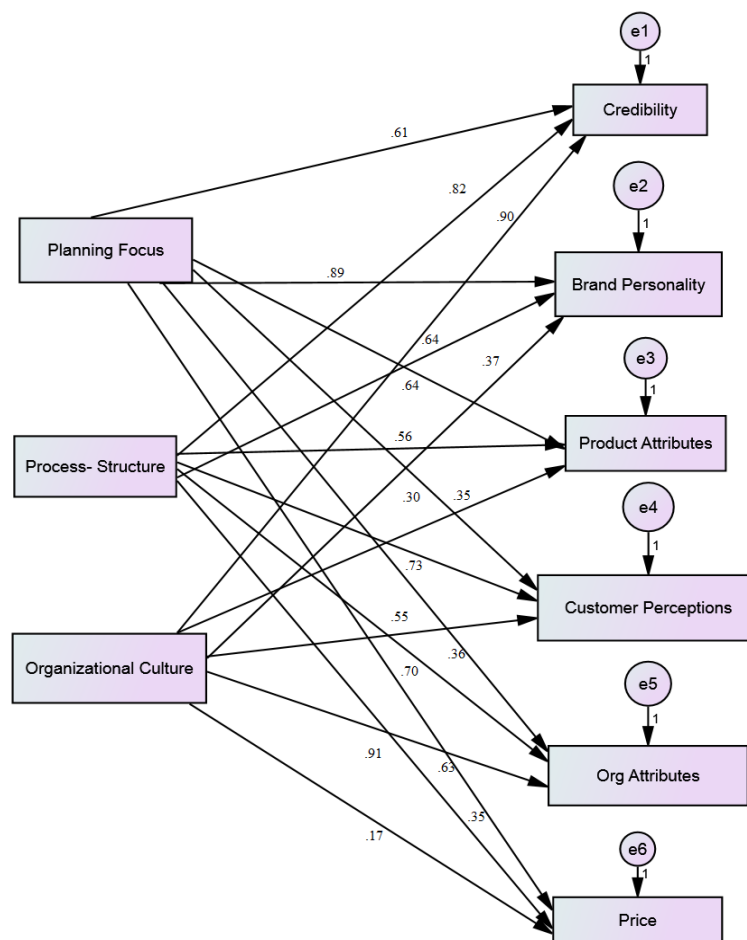 e1
1
Credibility
.61
e2
.82
1
.90
Planning Focus
.89
Brand Personality
e3
.64
.37
1
.64
Process- Structure
.56
Product Attributes
.30
.35
e4
1
.73
Customer Perceptions
.55
Organizational Culture
.36
.70
e5
1
.91
.63
Org Attributes
.35
.17
e6
1
Price